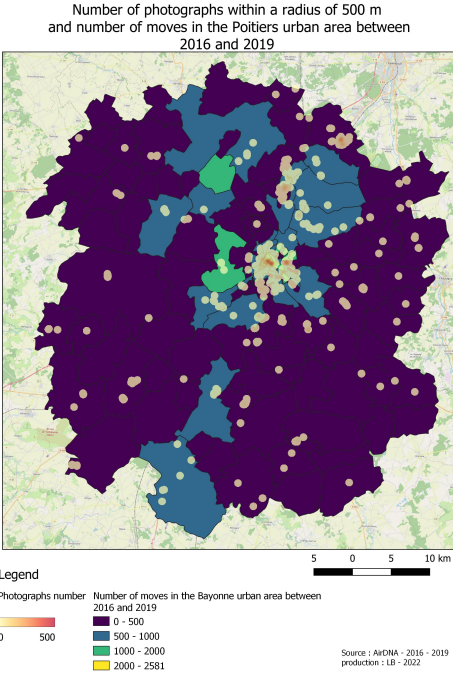 Number of photographs within a radius of 500 m
and number of moves in the Poitiers urban area between
2016 and 2019
5 0 5 10 km
Legend
Photographs number
0 500
Number of moves in the Bayonne urban area between
2016 and 2019
0 - 500
500 - 1000
1000 - 2000
2000 - 2581
Source : AirDNA - 2016 - 2019
production : LB - 2022